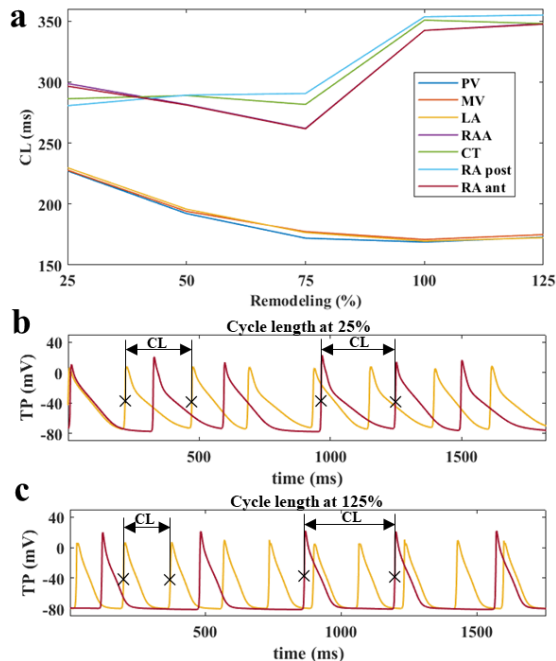 a
350
300
250
200
150
CL (ms)
PV
MV
LA
RAA
CT
RA post
RA ant
25 50 75 100 125
Remodeling (%)
b
Cycle length at 25%
CL CL
40
0
-40
-80
TP (mV)
500 1000 1500
time (ms)
c
Cycle length at 125%
CL CL
40
0
-40
-80
TP (mV)
500 1000 1500
time (ms)